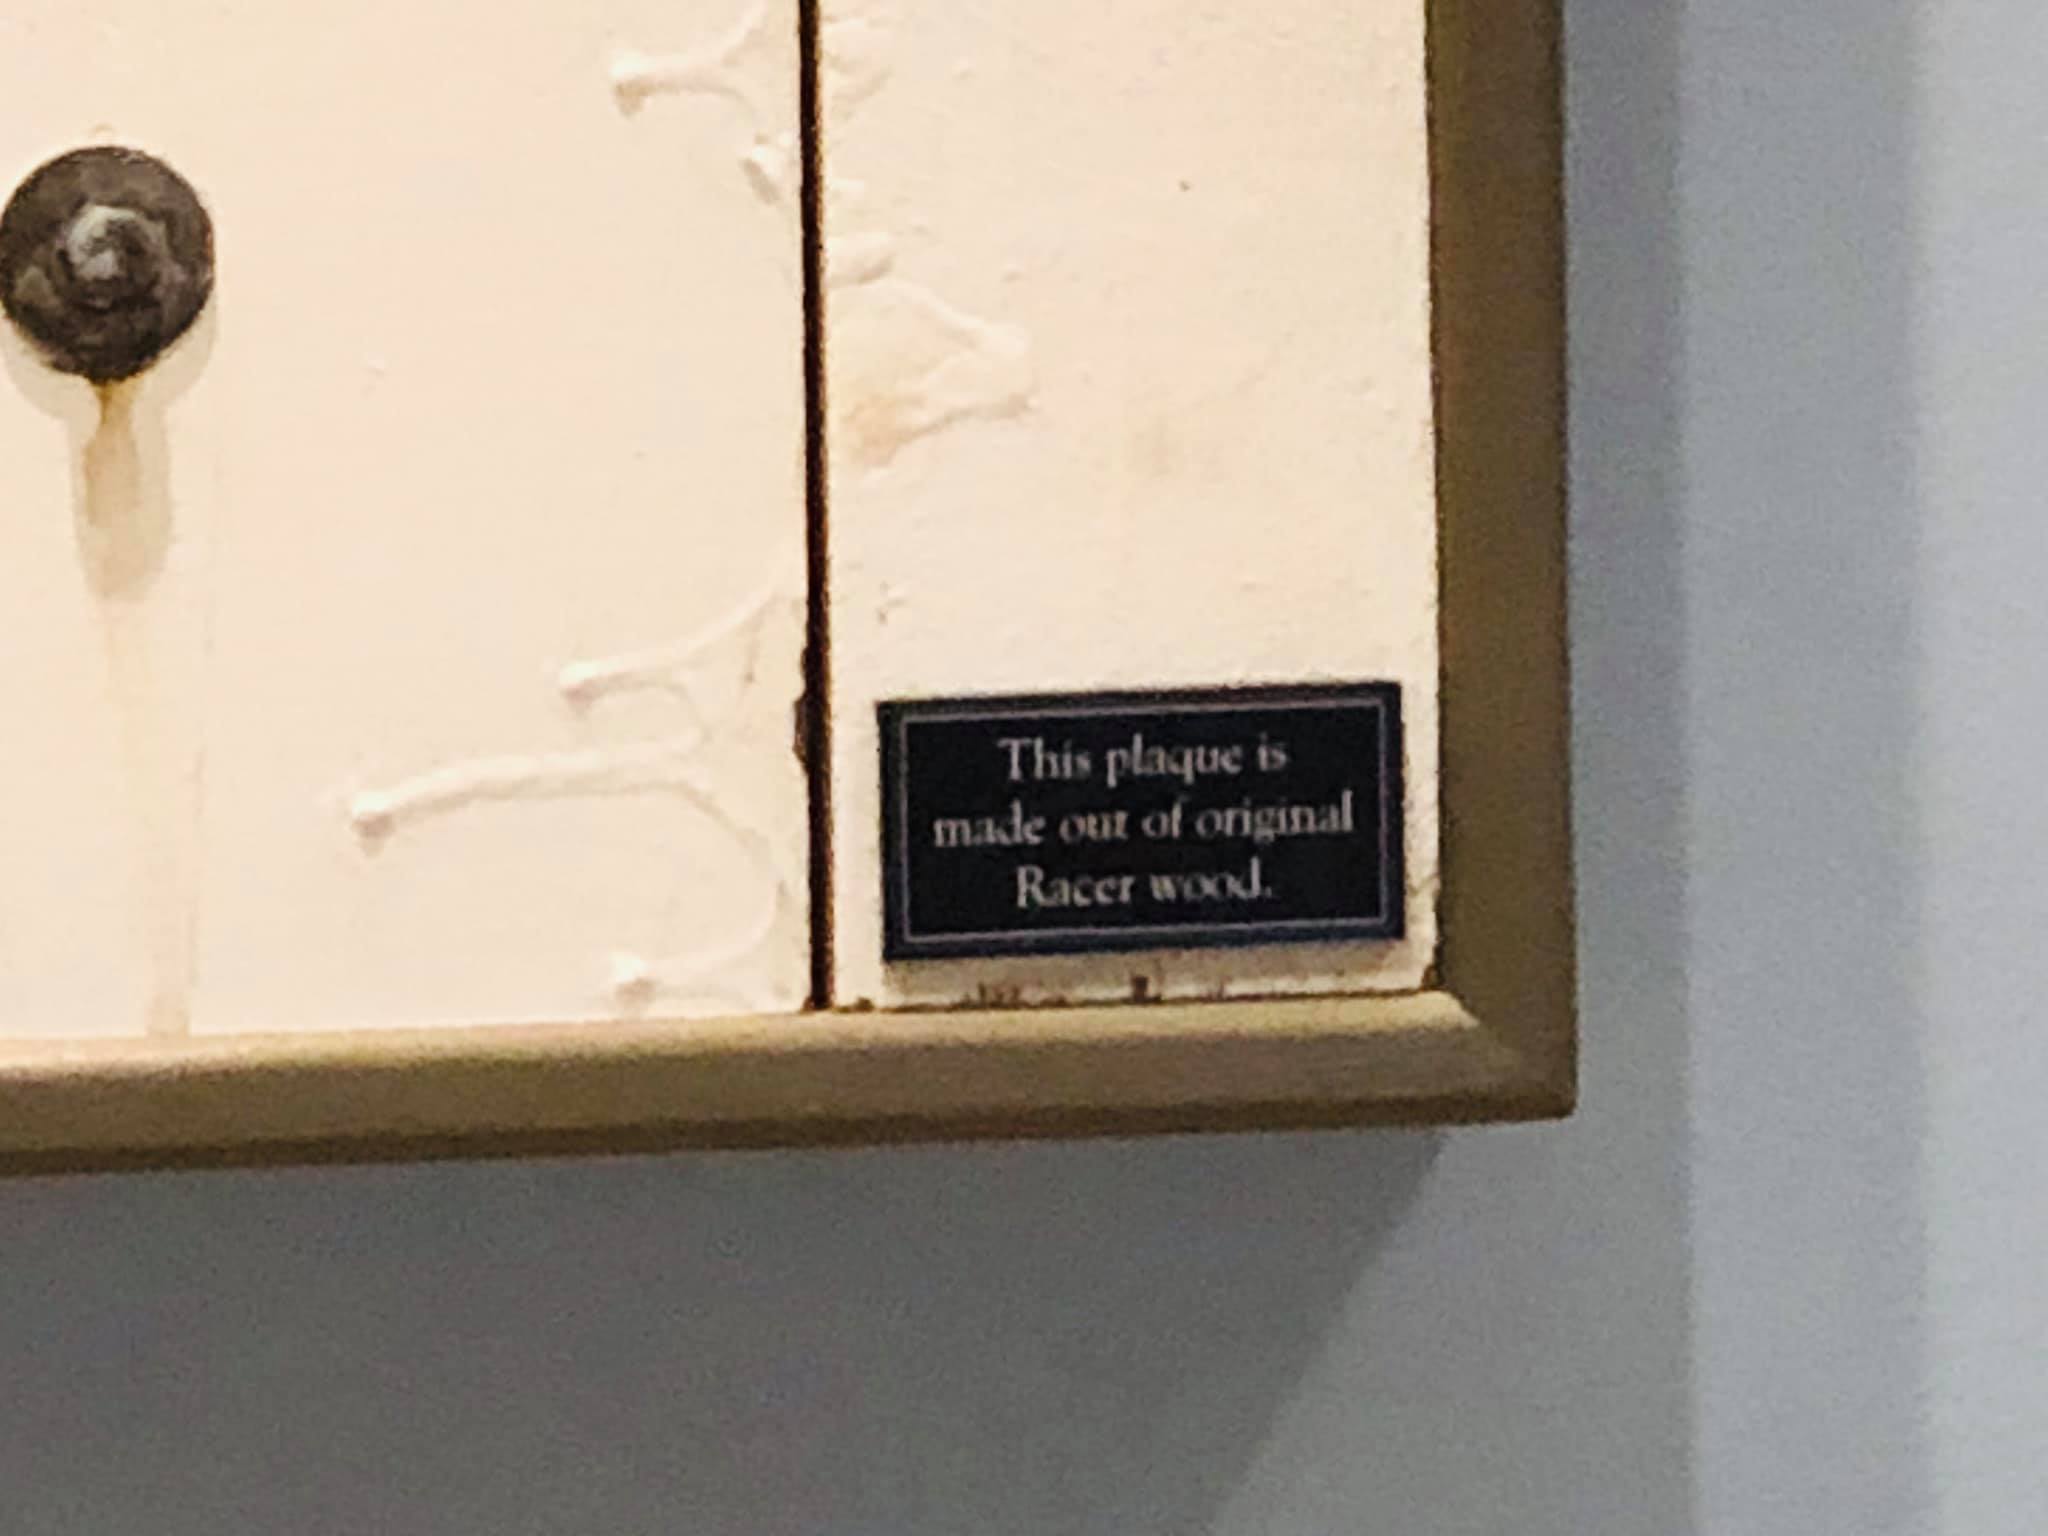 This plaque is
made out of original
Racer wood.